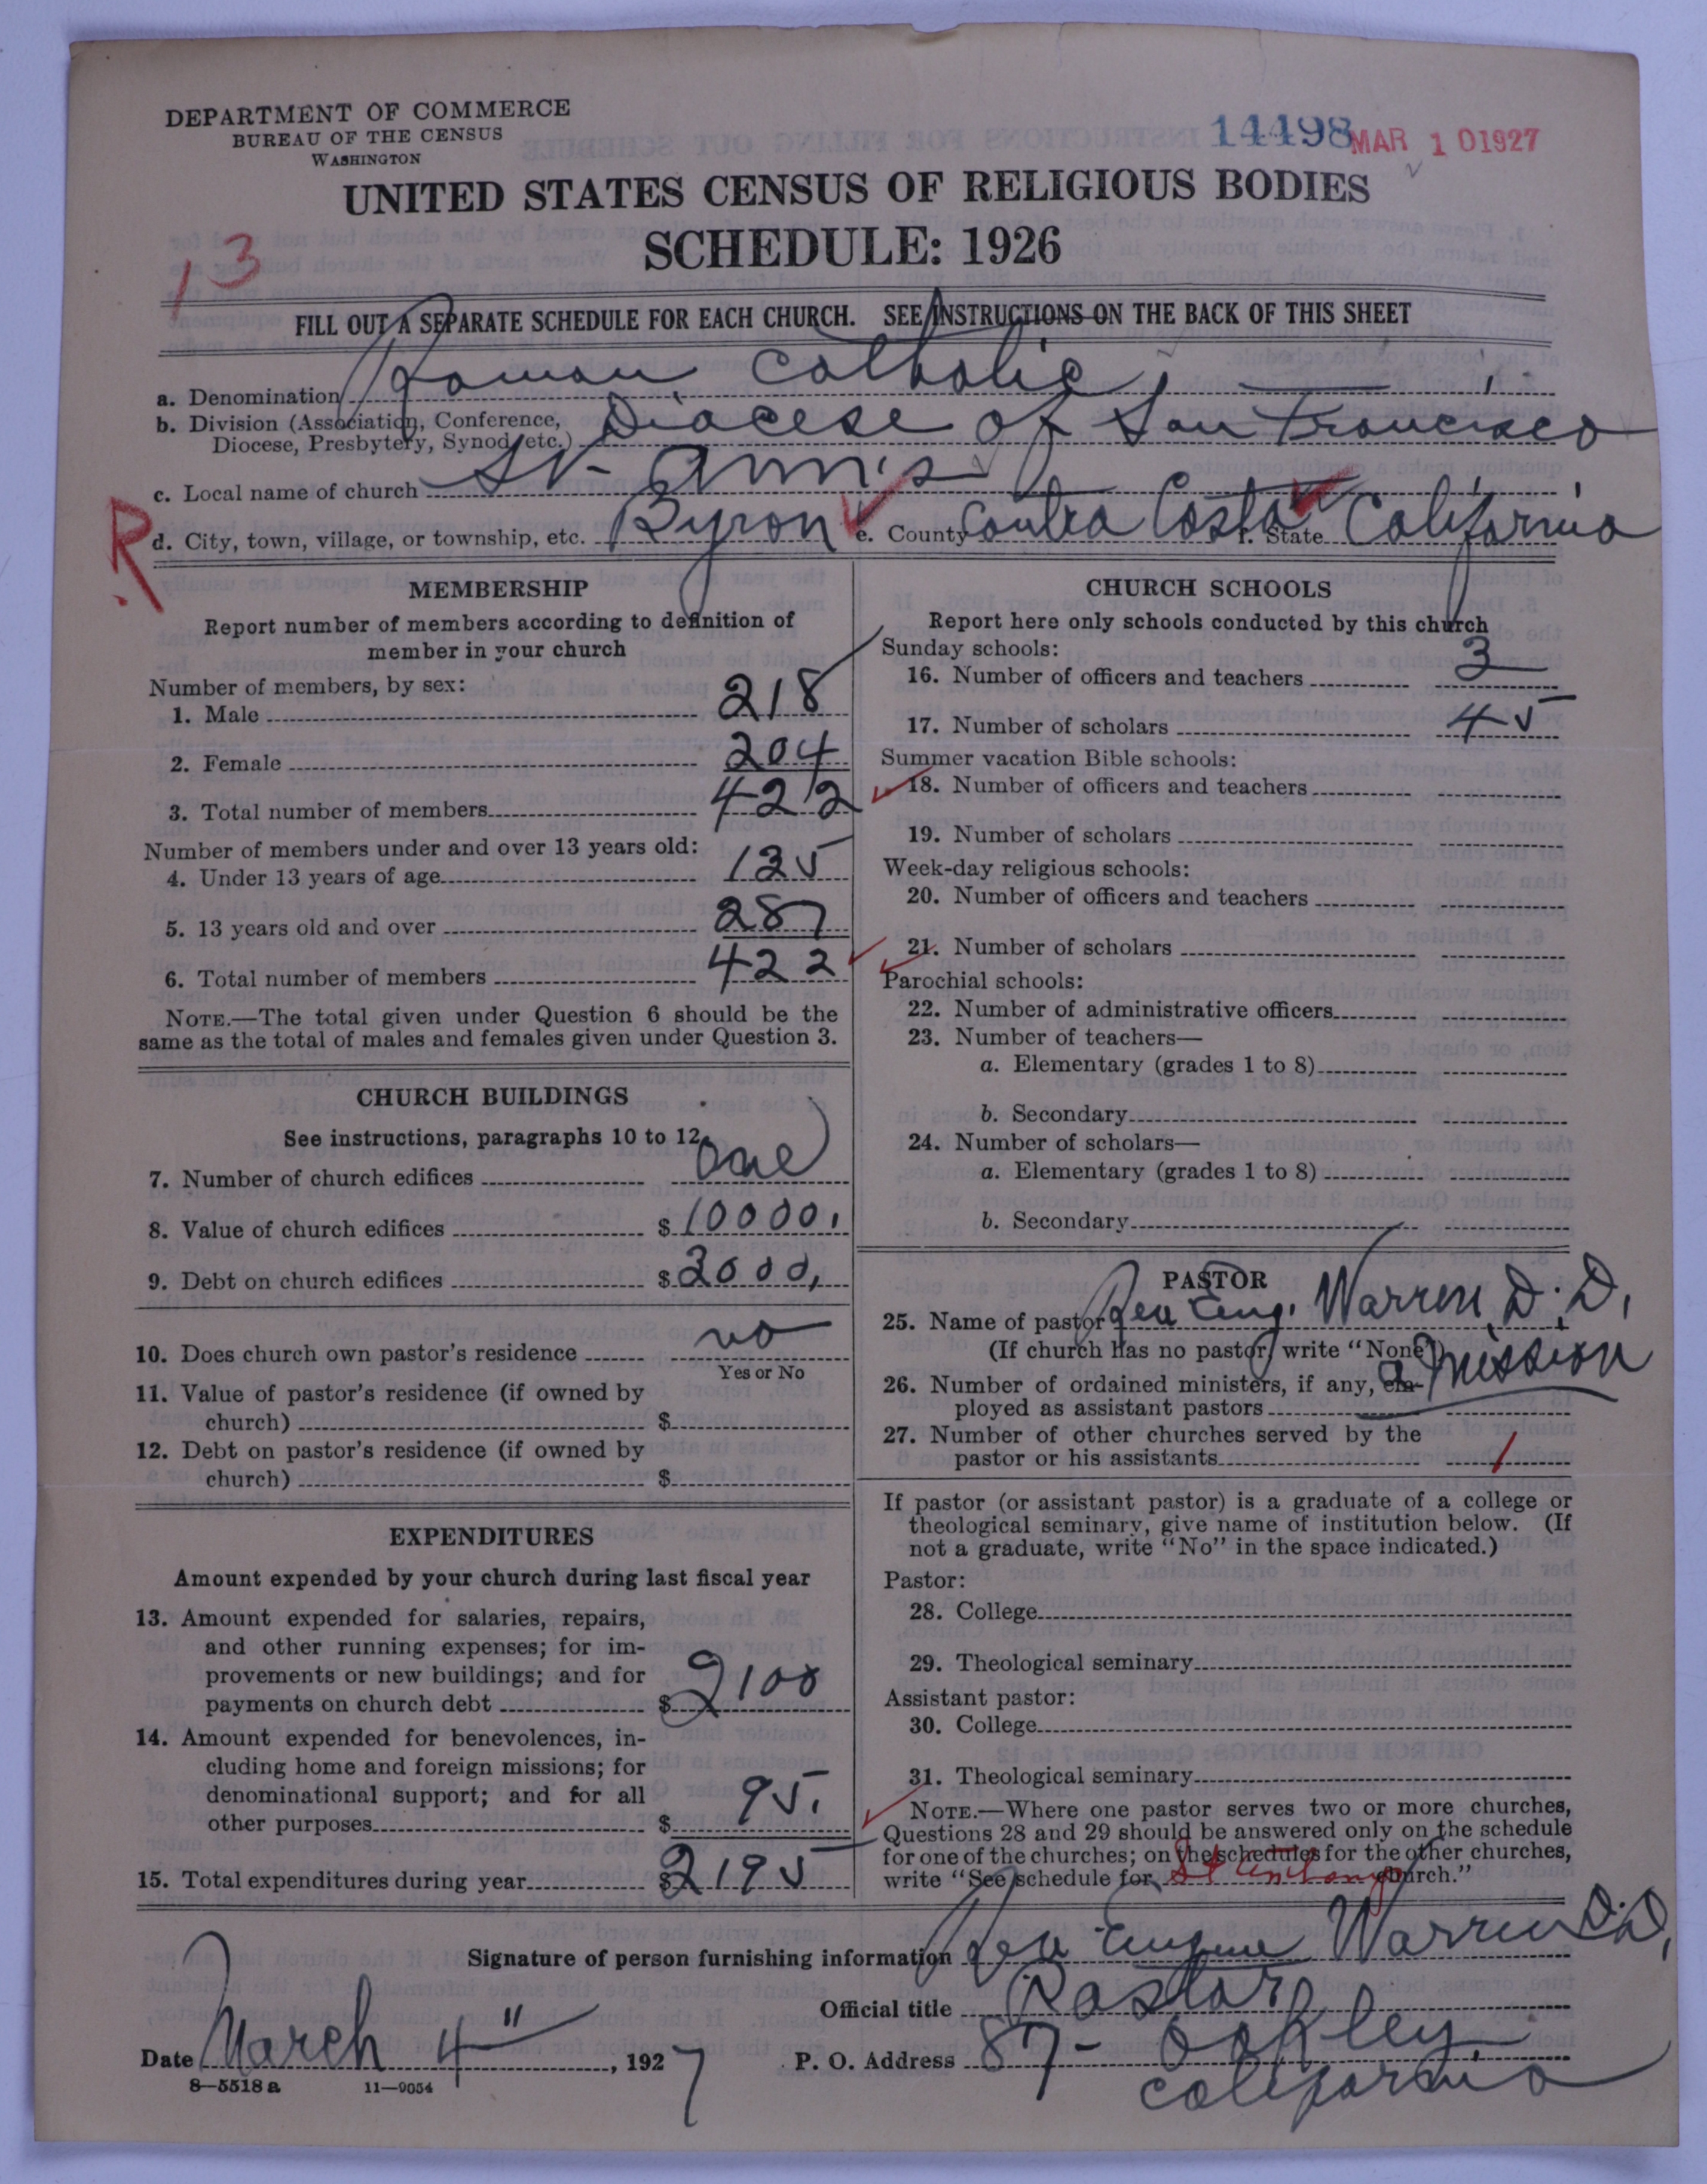 DEPARTMENT OF COMMERCE
BUREAU OF THE CENSUS
WASHINGTON
14498 MAR 10 1927
UNITED STATES CENSUS OF RELIGIOUS BODIES
SCHEDULE: 1926
13
FILL OUT A SEPARATE SCHEDULE FOR EACH CHURCH. SEE INSTRUCTIONS ON THE BACK OF THIS SHEET
a. Denomination Roman Catholic
b. Division (Association, Conference, Diocese, Presbytery, Synod, etc.) Diocese of San Francisco
c. Local name of church St. Ann's
R
d. City, town, village, or township, etc. Byron e. County Contra Costa f. State California
MEMBERSHIP
Report number of members according to definition of
member in your church
Number of members, by sex:
1. Male 218
2. Female 204
3. Total number of members 422
Number of members under and over 13 years old:
4. Under 13 years of age 135
5. 13 years old and over 287
6. Total number of members 422
NOTE.—The total given under Question 6 should be the
same as the total of males and females given under Question 3.
CHURCH BUILDINGS
See instructions, paragraphs 10 to 12
7. Number of church edifices one
8. Value of church edifices $ 10000.
9. Debt on church edifices $ 3000,
10. Does church own pastor's residence no
Yes or No
11. Value of pastor's residence (if owned by
church) $
12. Debt on pastor's residence (if owned by
church) $
EXPENDITURES
Amount expended by your church during last fiscal year
13. Amount expended for salaries, repairs,
and other running expenses; for im-
provements or new buildings; and for
payments on church debt $ 2100
14. Amount expended for benevolences, in-
cluding home and foreign missions; for
denominational support; and for all
other purposes $ 95.
15. Total expenditures during year $ 2195
CHURCH SCHOOLS
Report here only schools conducted by this church
Sunday schools:
16. Number of officers and teachers 3
17. Number of scholars 45
Summer vacation Bible schools:
18. Number of officers and teachers
19. Number of scholars
Week-day religious schools:
20. Number of officers and teachers
21. Number of scholars
Parochial schools:
22. Number of administrative officers
23. Number of teachers—
a. Elementary (grades 1 to 8)
b. Secondary
24. Number of scholars—
a. Elementary (grades 1 to 8)
b. Secondary
PASTOR
25. Name of pastor Rev Eug. Warren, D.D.
(If church has no pastor, write "None")
a mission
26. Number of ordained ministers, if any, em-
ployed as assistant pastors
27. Number of other churches served by the
pastor or his assistants 1
If pastor (or assistant pastor) is a graduate of a college or
theological seminary, give name of institution below. (If
not a graduate, write "No" in the space indicated.)
Pastor:
28. College
29. Theological seminary
Assistant pastor:
30. College
31. Theological seminary
NOTE.—Where one pastor serves two or more churches,
Questions 28 and 29 should be answered only on the schedule
for one of the churches; on the schedules for the other churches,
write "See schedule for St Anthony church."
Signature of person furnishing information Rev Eugene Warren D.D.
Official title Pastor
Date March 4", 1927 P. O. Address 87- Oakley,
California
8—5518 a 11—9054